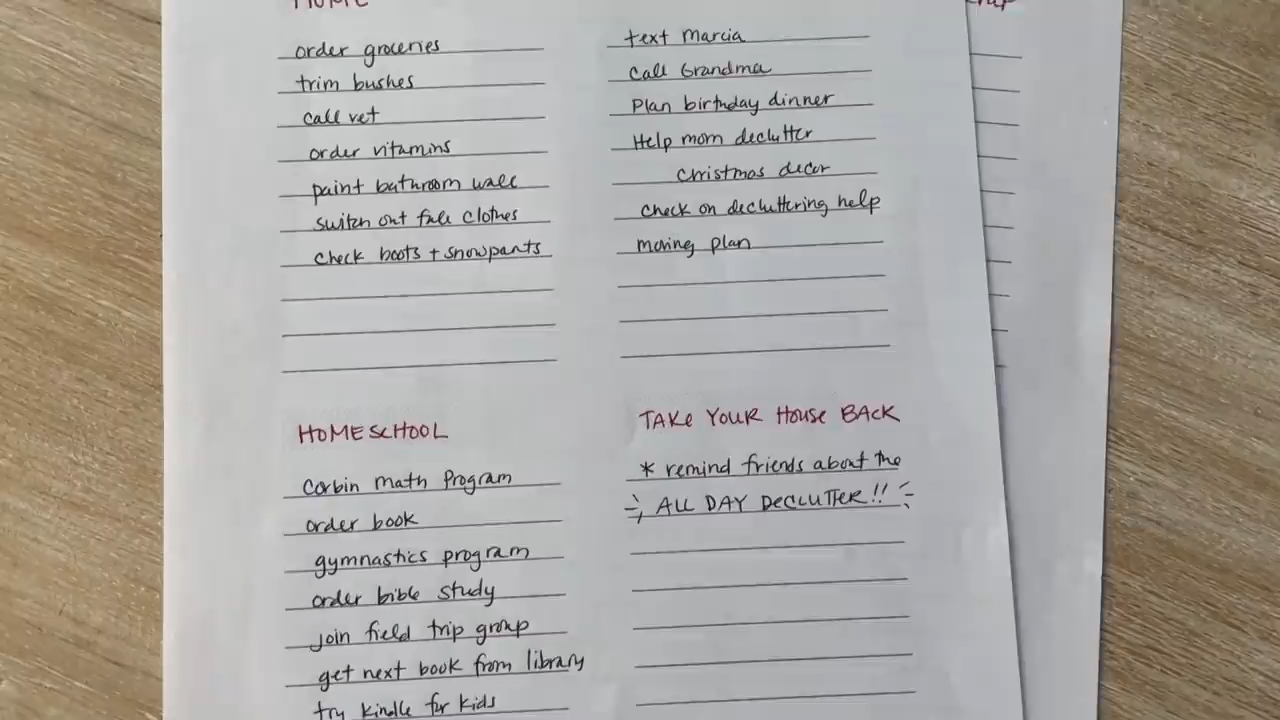 HOME
order groceries
trim bushes
call vet
order vitamins
paint bathroom wall
switch out fall clothes
check boots + snowpants
text Marcia
Call Grandma
Plan birthday dinner
Help mom declutter
christmas decor
check on decluttering help
moving plan
HOMESCHOOL
corbin math program
order book
gymnastics program
order bible study
join field trip group
get next book from library
try kindle for kids
TAKE YOUR HOUSE BACK
* remind friends about the
ALL DAY DECLUTTER!!